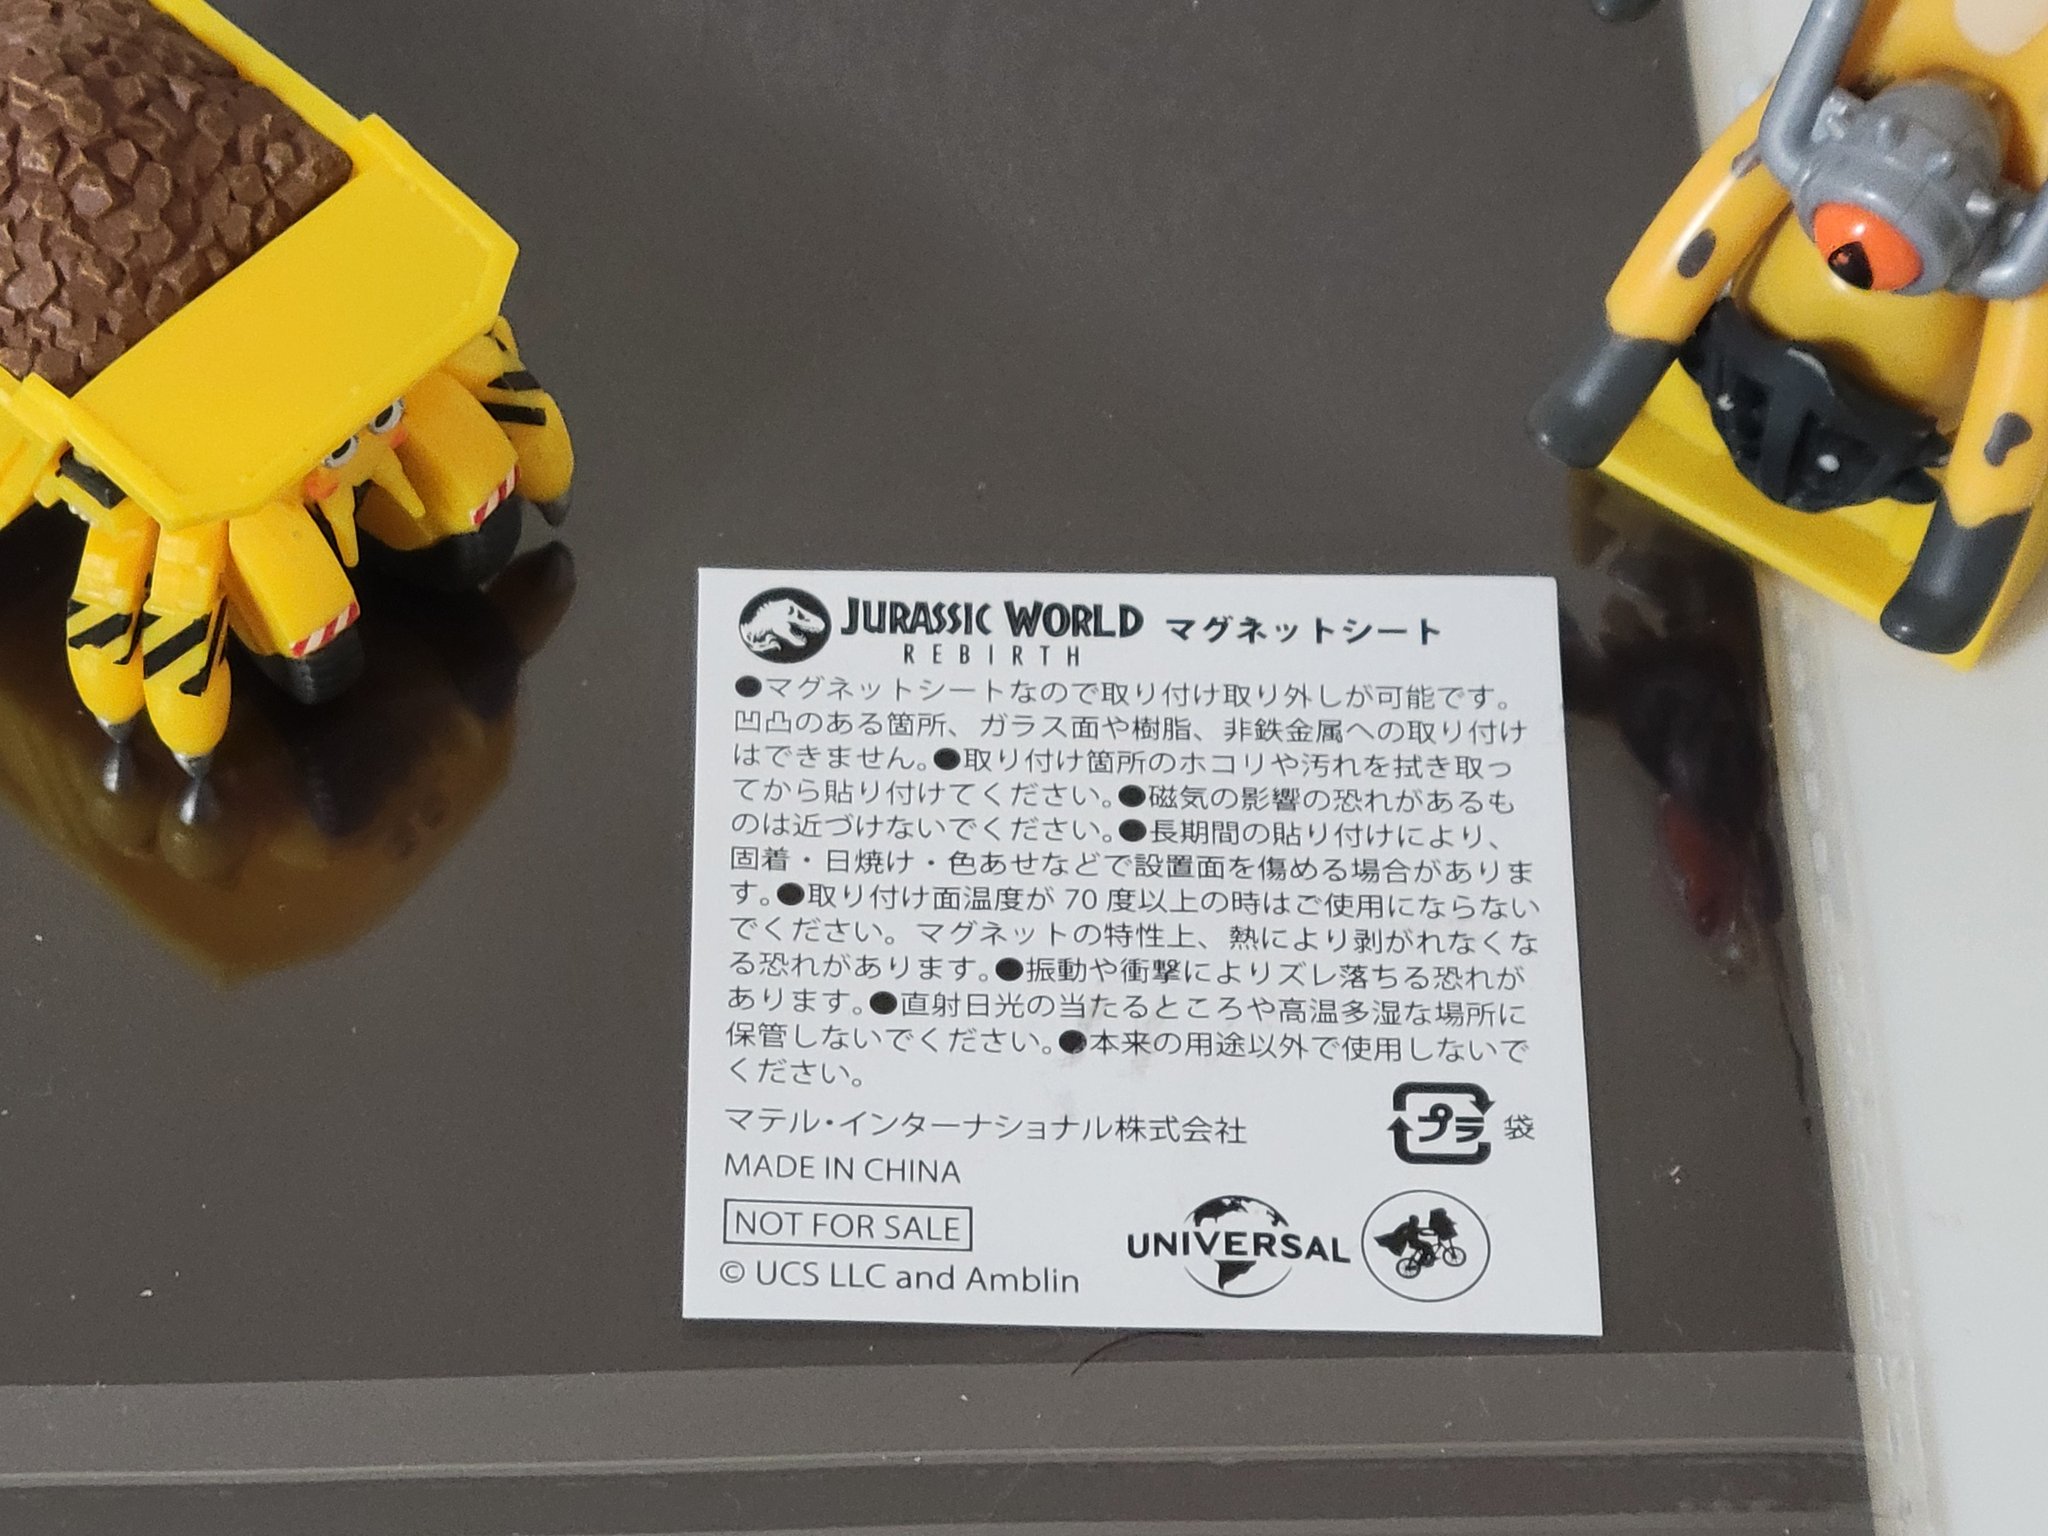 JURASSIC WORLD マグネットシート
REBIRTH
●マグネットシートなので取り付け取り外しが可能です。
凹凸のある箇所、ガラス面や樹脂、非鉄金属への取り付け
はできません。●取り付け箇所のホコリや汚れを拭き取っ
てから貼り付けてください。●磁気の影響の恐れがあるも
のは近づけないでください。●長期間の貼り付けにより、
固着・日焼け・色あせなどで設置面を傷める場合がありま
す。●取り付け面温度が 70 度以上の時はご使用にならない
でください。マグネットの特性上、熱により剥がれなくな
る恐れがあります。●振動や衝撃によりズレ落ちる恐れが
あります。●直射日光の当たるところや高温多湿な場所に
保管しないでください。●本来の用途以外で使用しないで
ください。
マテル・インターナショナル株式会社
プラ 袋
MADE IN CHINA
NOT FOR SALE
UNIVERSAL
© UCS LLC and Amblin